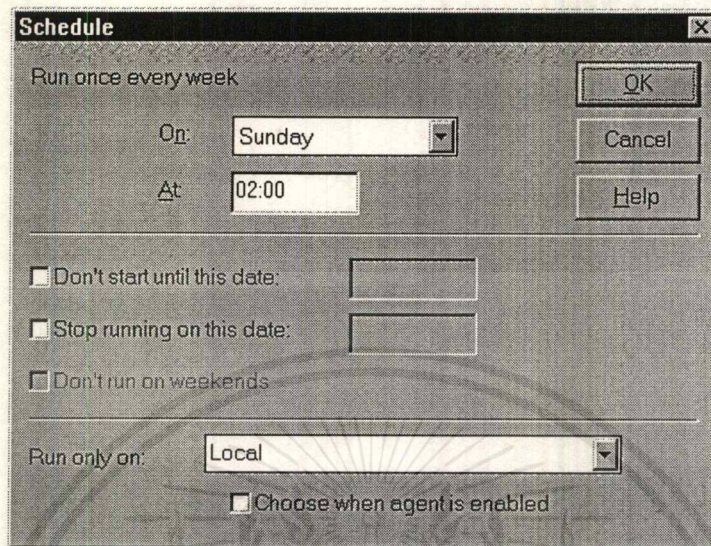 Schedule
Run once every week
OK
On:
Sunday
Cancel
At:
02:00
Help
Don't start until this date:
Stop running on this date:
Don't run on weekends
Run only on:
Local
Choose when agent is enabled